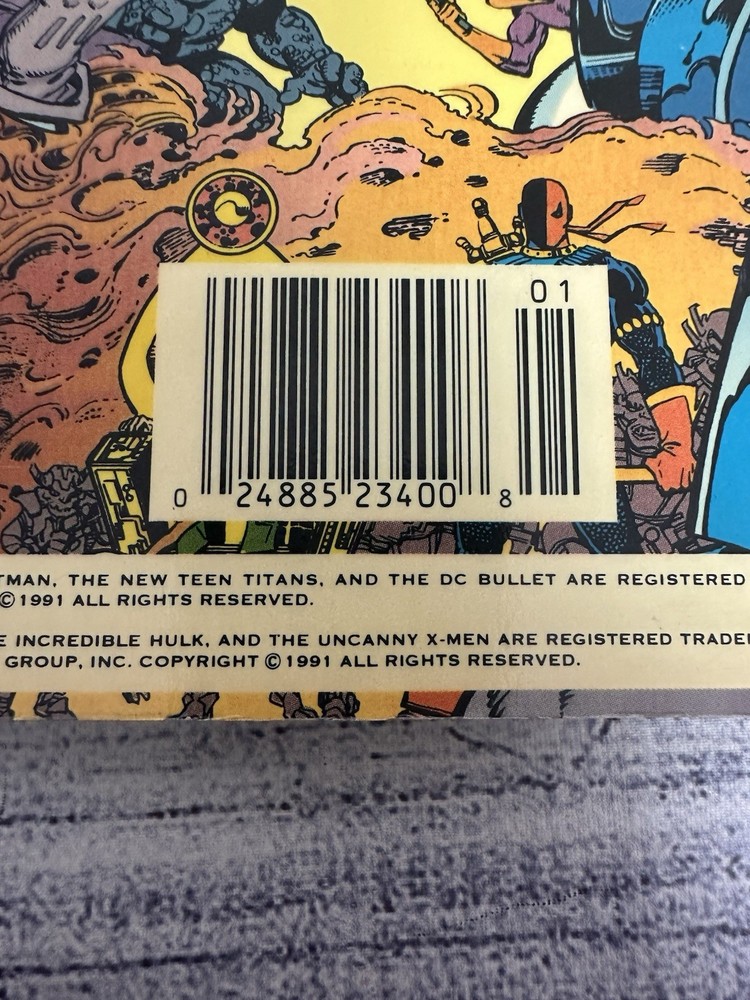 01
0 24885 23400 8
TMAN, THE NEW TEEN TITANS, AND THE DC BULLET ARE REGISTERED
©1991 ALL RIGHTS RESERVED.
E INCREDIBLE HULK, AND THE UNCANNY X-MEN ARE REGISTERED TRADE
GROUP, INC. COPYRIGHT ©1991 ALL RIGHTS RESERVED.